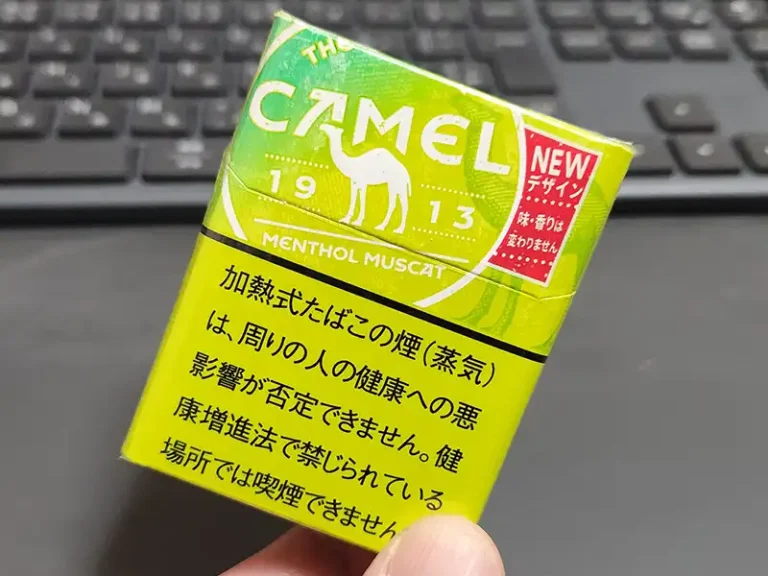 THE
CAMEL
19 13
MENTHOL MUSCAT
NEW
デザイン
味・香りは
変わりません
加熱式たばこの煙(蒸気)
は、周りの人の健康への悪
影響が否定できません。健
康増進法で禁じられている
場所では喫煙できません